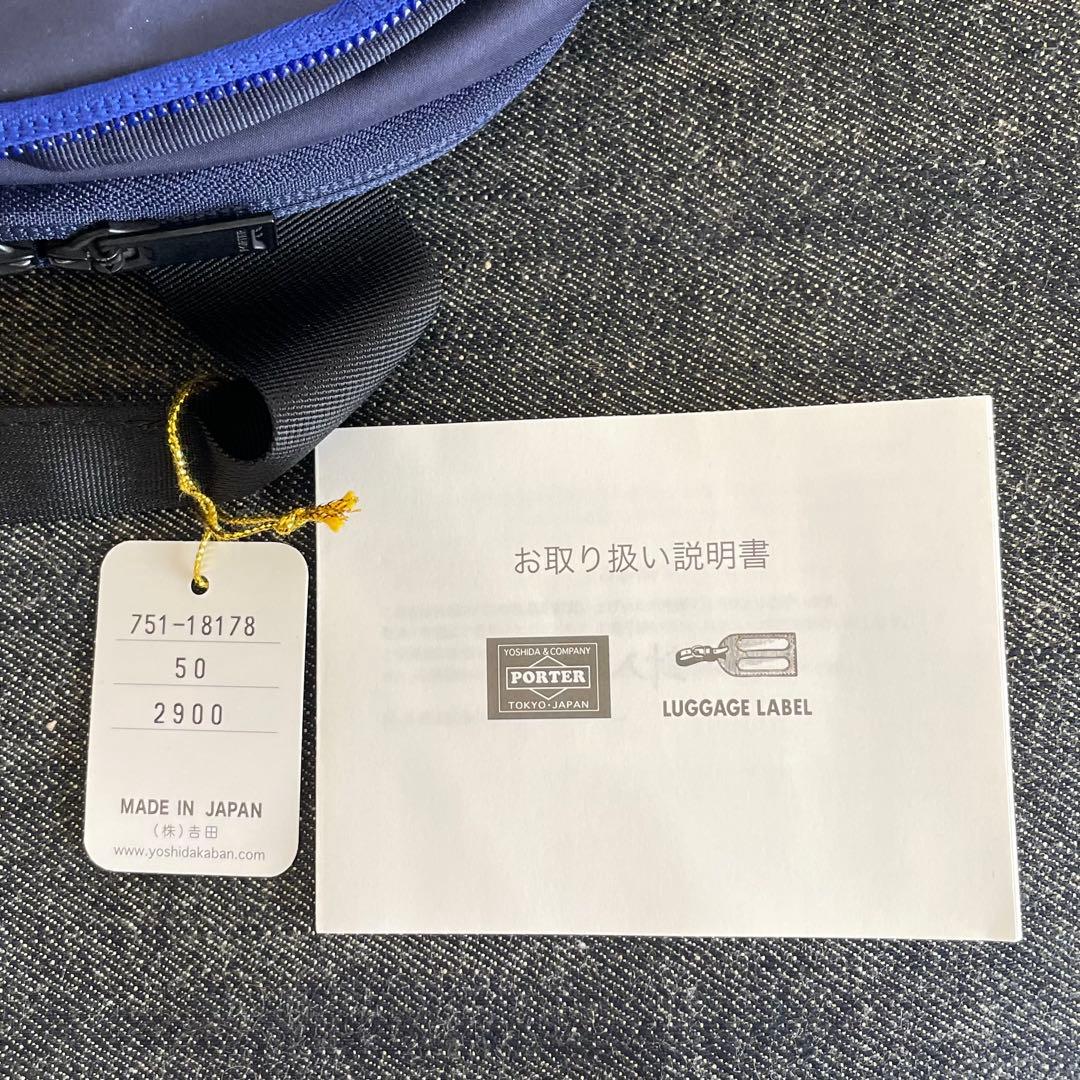 751-18178
50
2900
MADE IN JAPAN
(株)𠮷田
www.yoshidakaban.com
お取り扱い説明書
YOSHIDA & COMPANY
PORTER
TOKYO・JAPAN
LUGGAGE LABEL